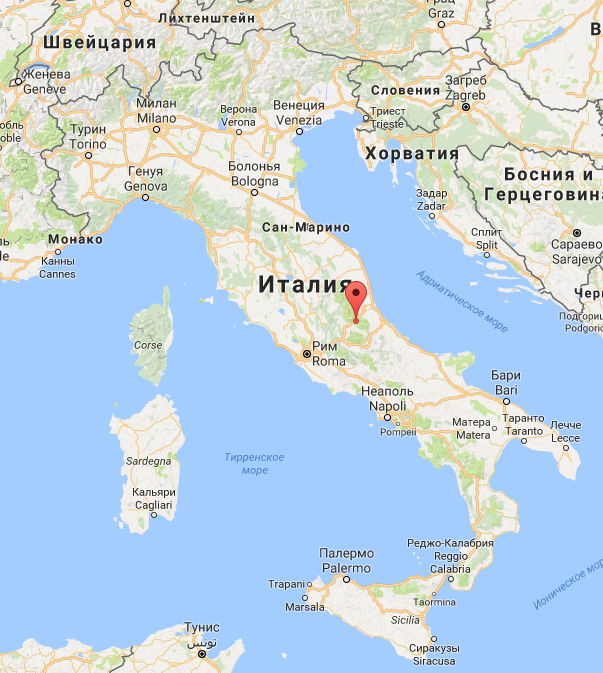 Лихтенштейн
Грац
Graz
Швейцария
Женева
Geneve
Словения
Загреб
Zagreb
Милан
Milano
Верона
Verona
Венеция
Venezia
Триест
Trieste
Турин
Torino
Хорватия
Генуя
Genova
Болонья
Bologna
Босния и
Герцеговина
Задар
Zadar
Монако
Сан-Марино
Сплит
Split
Сараево
Sarajevo
Канны
Cannes
Италия
Адриатическое море
Corse
Рим
Roma
Бари
Bari
Неаполь
Napoli
Pompeii
Матера
Matera
Таранто
Taranto
Лечче
Lecce
Sardegna
Тирренское
море
Кальяри
Cagliari
Реджо-Калабрия
Reggio
Calabria
Палермо
Palermo
Trapani
Marsala
Taormina
Sicilia
Ионическое
Сиракузы
Siracusa
Тунис
تونس